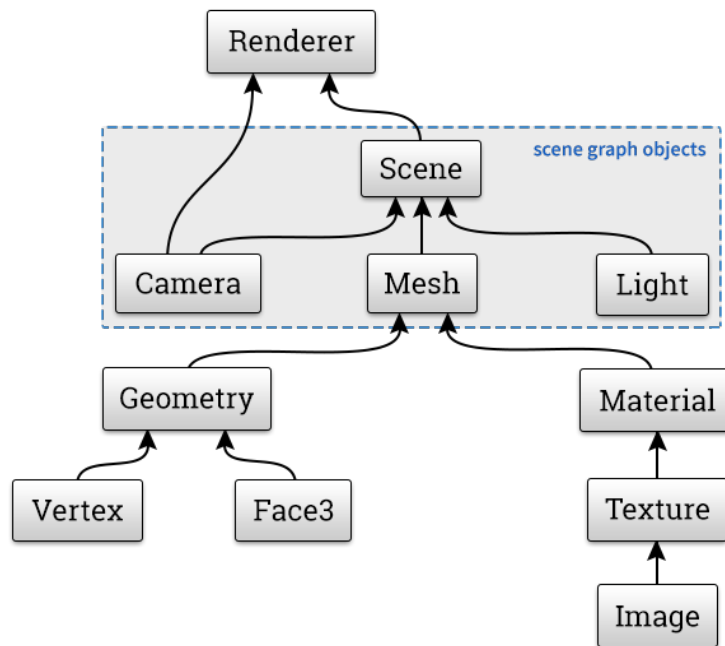 Renderer
scene graph objects
Scene
Camera
Mesh
Light
Geometry
Material
Vertex
Face3
Texture
Image